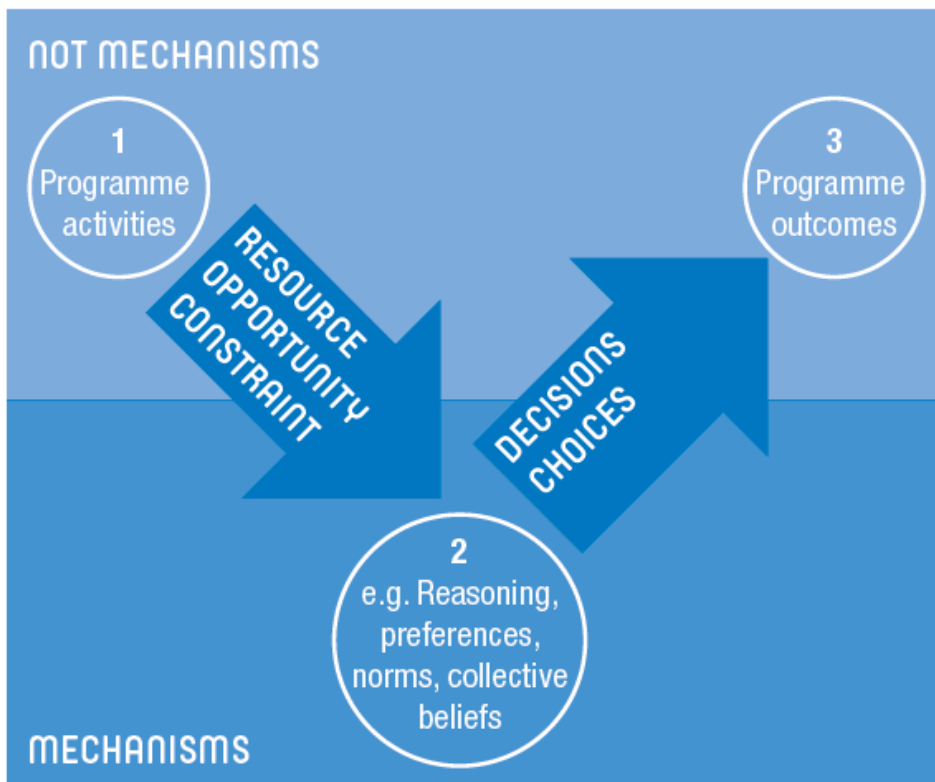 NOT MECHANISMS
1
Programme
activities
3
Programme
outcomes
RESOURCE
OPPORTUNITY
CONSTRAINT
DECISIONS
CHOICES
2
e.g. Reasoning,
preferences,
norms, collective
beliefs
MECHANISMS